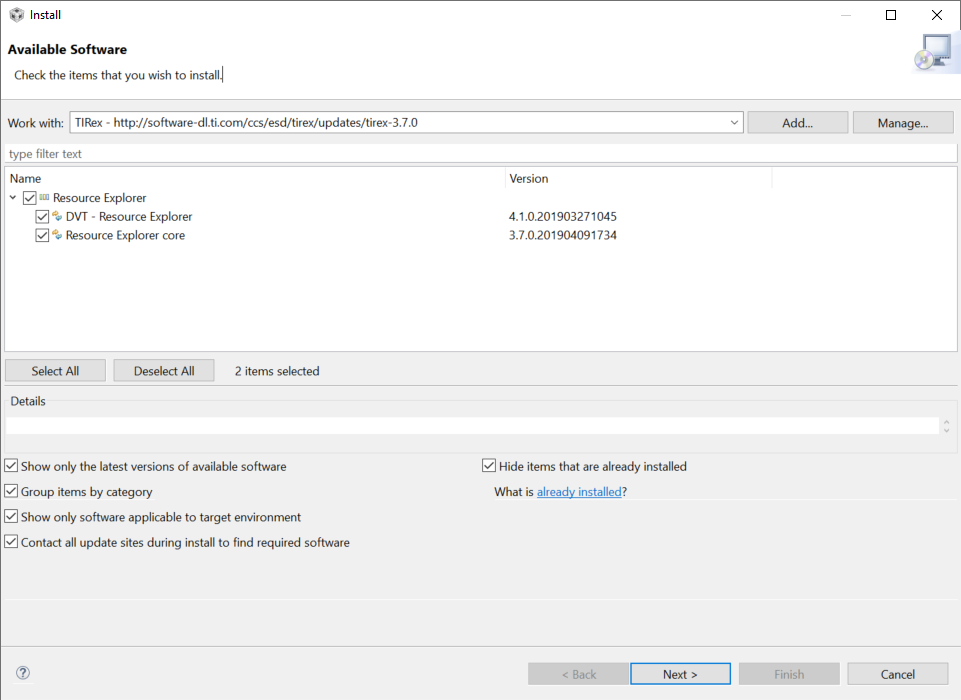 Install
Available Software
Check the items that you wish to install.
Work with: TIRex - http://software-dl.ti.com/ccs/esd/tirex/updates/tirex-3.7.0 Add... Manage...
type filter text
Name Version
Resource Explorer
DVT - Resource Explorer 4.1.0.201903271045
Resource Explorer core 3.7.0.201904091734
Select All Deselect All 2 items selected
Details
Show only the latest versions of available software Hide items that are already installed
Group items by category What is already installed?
Show only software applicable to target environment
Contact all update sites during install to find required software
? < Back Next > Finish Cancel